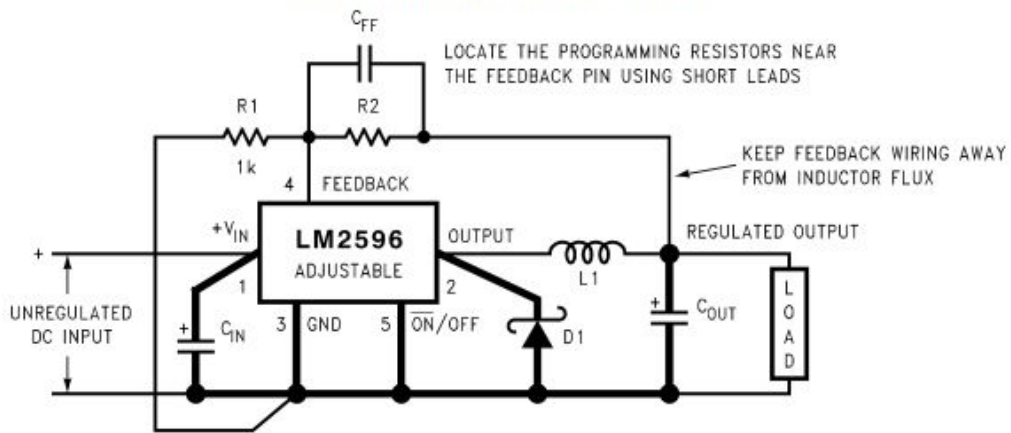 CFF
LOCATE THE PROGRAMMING RESISTORS NEAR
THE FEEDBACK PIN USING SHORT LEADS
R1
R2
1k
KEEP FEEDBACK WIRING AWAY
FROM INDUCTOR FLUX
4
FEEDBACK
+VIN
LM2596
ADJUSTABLE
OUTPUT
REGULATED OUTPUT
+
1
2
L1
UNREGULATED
DC INPUT
+
CIN
3
GND
5
ON/OFF
D1
+
COUT
LOAD